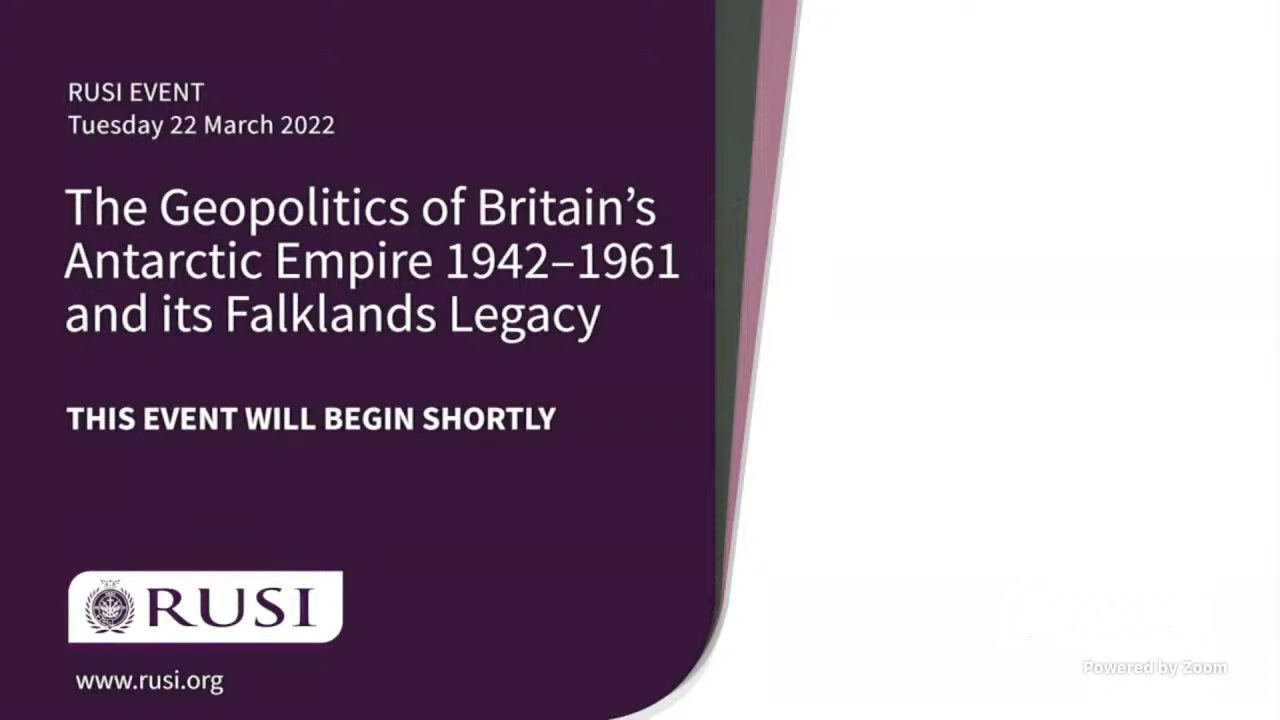 RUSI EVENT
Tuesday 22 March 2022
The Geopolitics of Britain’s
Antarctic Empire 1942–1961
and its Falklands Legacy
THIS EVENT WILL BEGIN SHORTLY
RUSI
www.rusi.org
Powered by Zoom